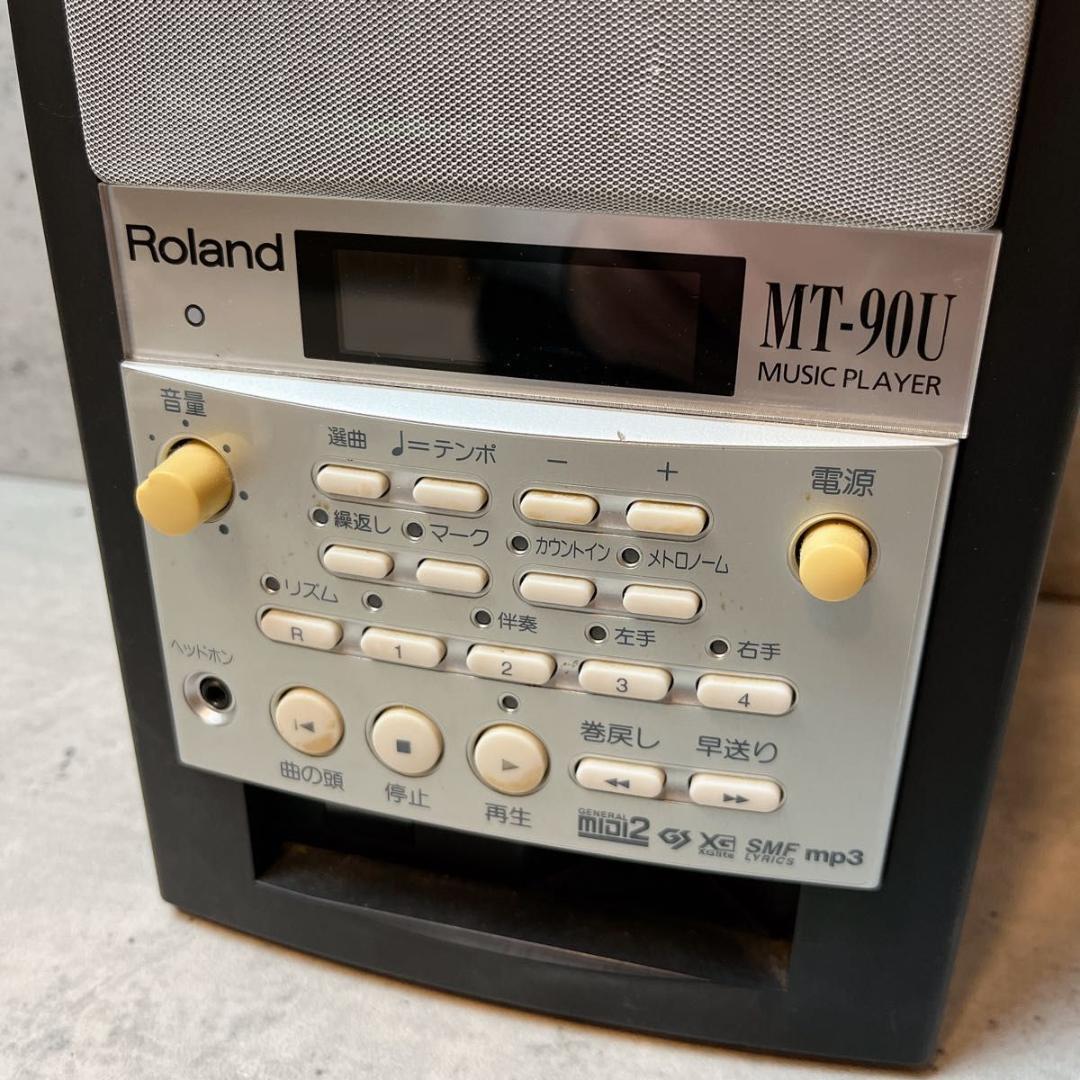 Roland
MT-90U
MUSIC PLAYER
音量
選曲
♩=テンポ
−
+
電源
繰返し
マーク
カウントイン
メトロノーム
リズム
伴奏
左手
右手
R
1
2
3
4
ヘッドホン
巻戻し
早送り
曲の頭
停止
再生
GENERAL
MIDI2
GS
XG
XGlite
SMF
LYRICS
mp3